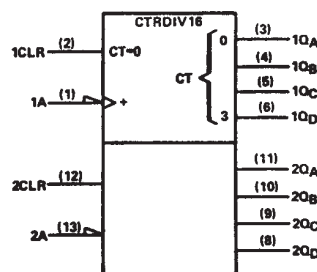 CTRDIV16
1CLR (2) CT=0 0 (3) 1QA
(4) 1QB
1A (1) + CT (5) 1QC
3 (6) 1QD
(11) 2QA
2CLR (12) (10) 2QB
(9) 2QC
2A (13) (8) 2QD